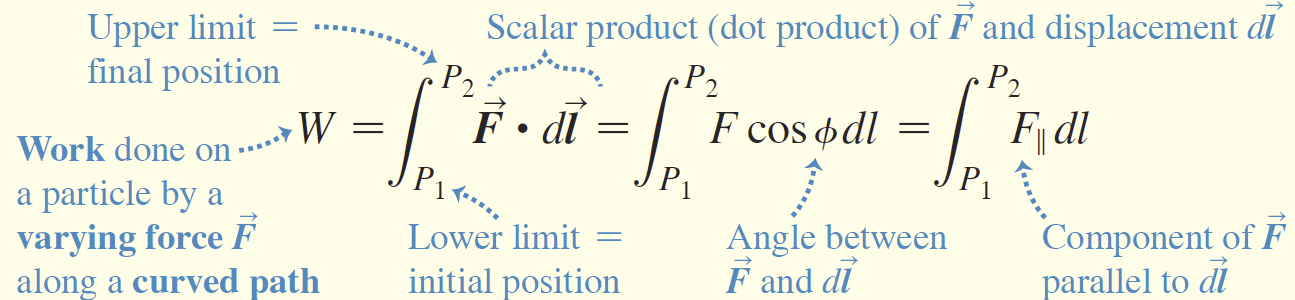 Upper limit =
final position
Scalar product (dot product) of F⃗ and displacement dl⃗
W = ∫_{P₁}^{P₂} F⃗ · dl⃗ = ∫_{P₁}^{P₂} F cos ϕ dl = ∫_{P₁}^{P₂} F_∥ dl
Work done on
a particle by a
varying force F⃗
along a curved path
Lower limit =
initial position
Angle between
F⃗ and dl⃗
Component of F⃗
parallel to dl⃗